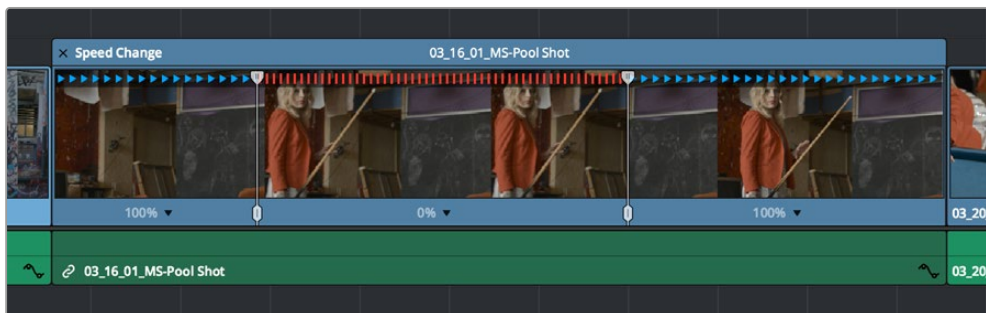 × Speed Change 03_16_01_MS-Pool Shot
100% ▼ 0% ▼ 100% ▼ 03_20
03_16_01_MS-Pool Shot 03_20